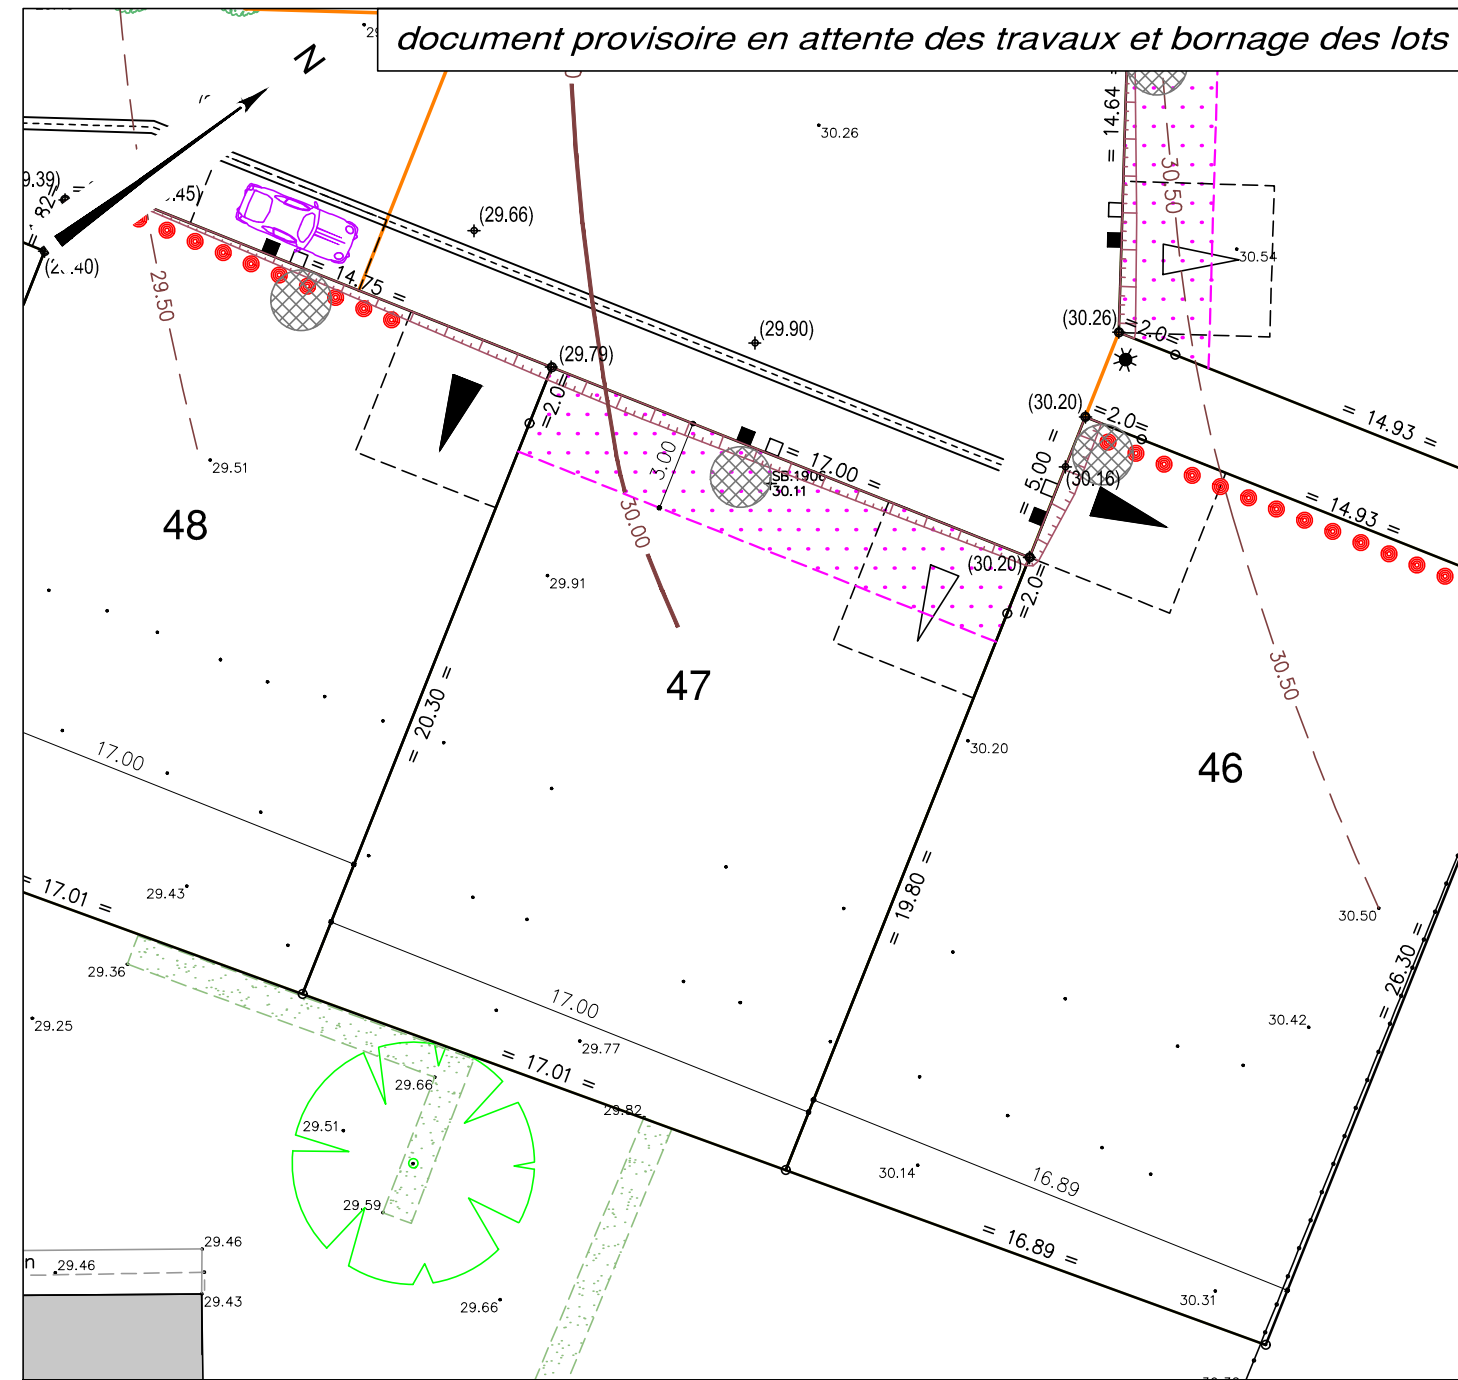 document provisoire en attente des travaux et bornage des lots
N
30.26
= 14.64 =
30.50
(29.66)
30.54
(29.90)
= 14.75 =
29.50
(30.26)
=2.0=
(29.79)
=2.0=
(30.20)
=2.0=
= 14.93 =
29.51
3.00
= 17.00 =
SB.1906
30.11
= 5.00 =
(30.16)
= 14.93 =
48
30.00
29.91
(30.20)
=2.0=
47
30.50
= 20.30 =
30.20
46
17.00
= 17.01 =
29.43
= 19.80 =
30.50
29.36
= 26.30 =
17.00
29.25
29.77
30.42
= 17.01 =
29.66
29.82
29.51
30.14
16.89
29.59
= 16.89 =
29.46
n
29.46
29.43
29.66
30.31